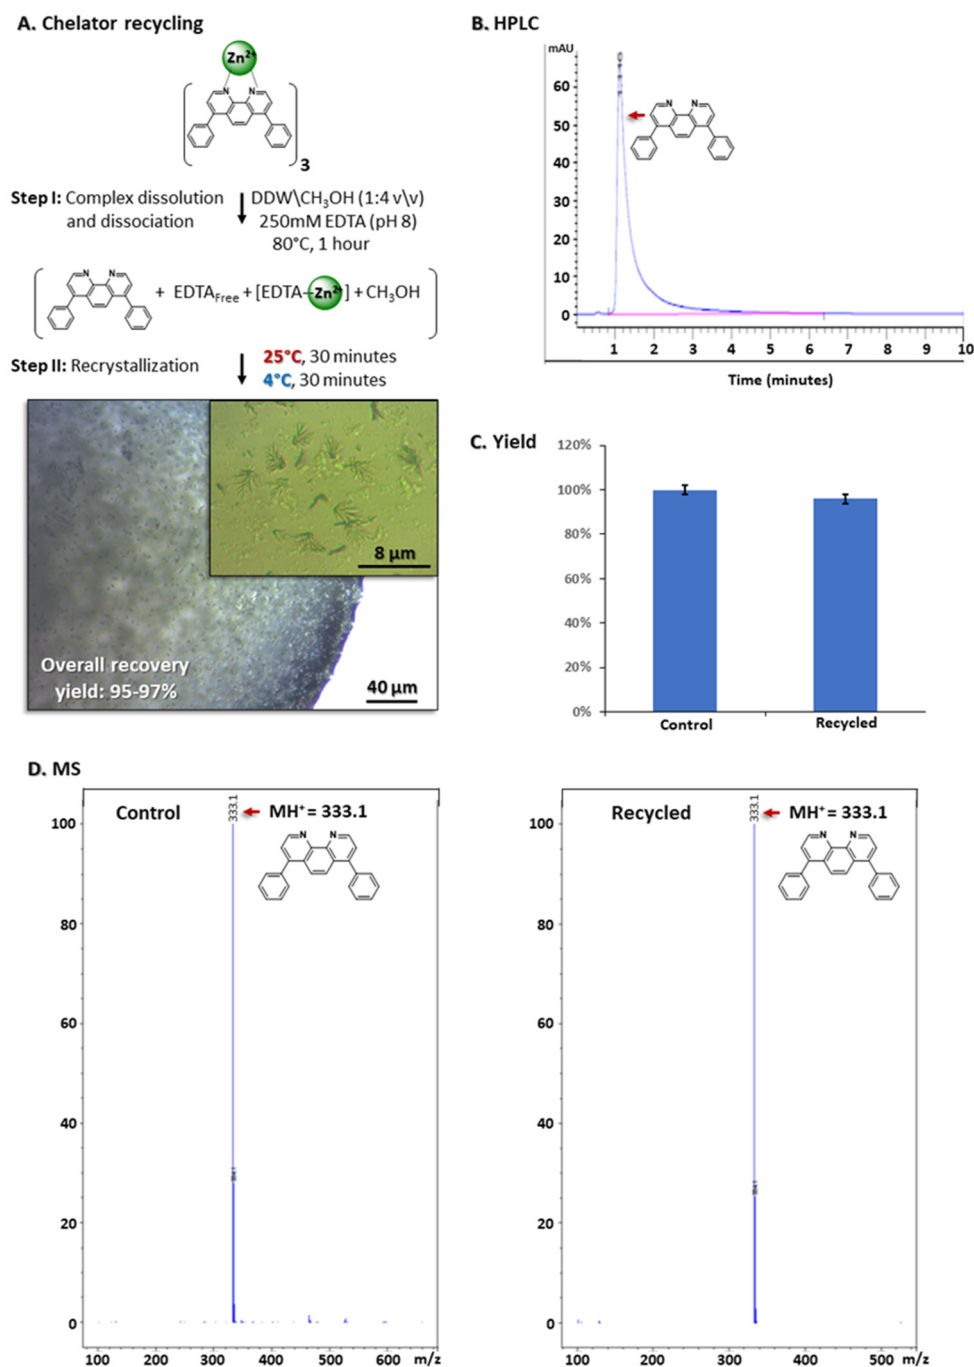 A. Chelator recycling
Zn²⁺
N N
3
Step I: Complex dissolution
and dissociation
DDW\CH₃OH (1:4 v\v)
250mM EDTA (pH 8)
80°C, 1 hour
N N
+ EDTA_Free + [EDTA-Zn²⁺] + CH₃OH
Step II: Recrystallization
25°C, 30 minutes
4°C, 30 minutes
8 µm
Overall recovery
yield: 95-97%
40 µm
B. HPLC
mAU
60
50
40
30
20
10
0
N N
1 2 3 4 5 6 7 8 9 10
Time (minutes)
C. Yield
120%
100%
80%
60%
40%
20%
0%
Control Recycled
D. MS
Control
333.1
MH⁺ = 333.1
N N
100
80
60
40
20
0
100 200 300 400 500 600 m/z
Recycled
333.1
MH⁺ = 333.1
N N
100
80
60
40
20
0
100 200 300 400 500 m/z